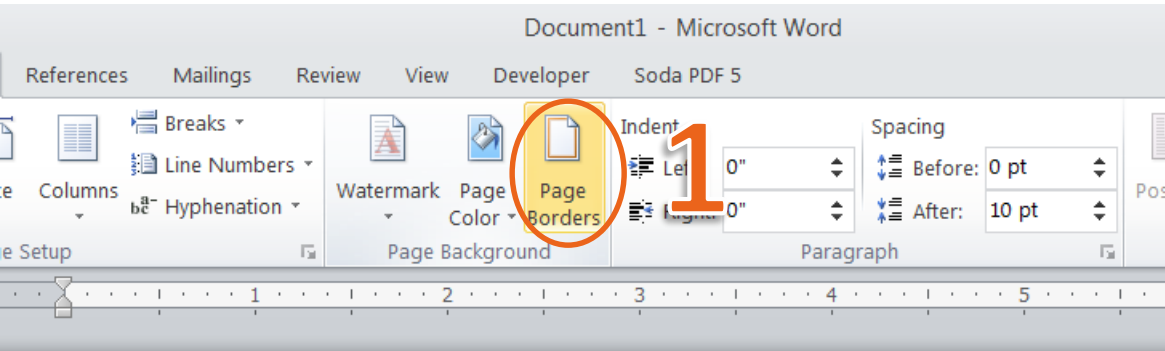 Document1 - Microsoft Word
References Mailings Review View Developer Soda PDF 5
Breaks
Line Numbers
Hyphenation
Columns
Watermark
Page Color
Page Borders
1
Indent
0"
0"
Spacing
Before: 0 pt
After: 10 pt
Setup
Page Background
Paragraph
1 2 3 4 5